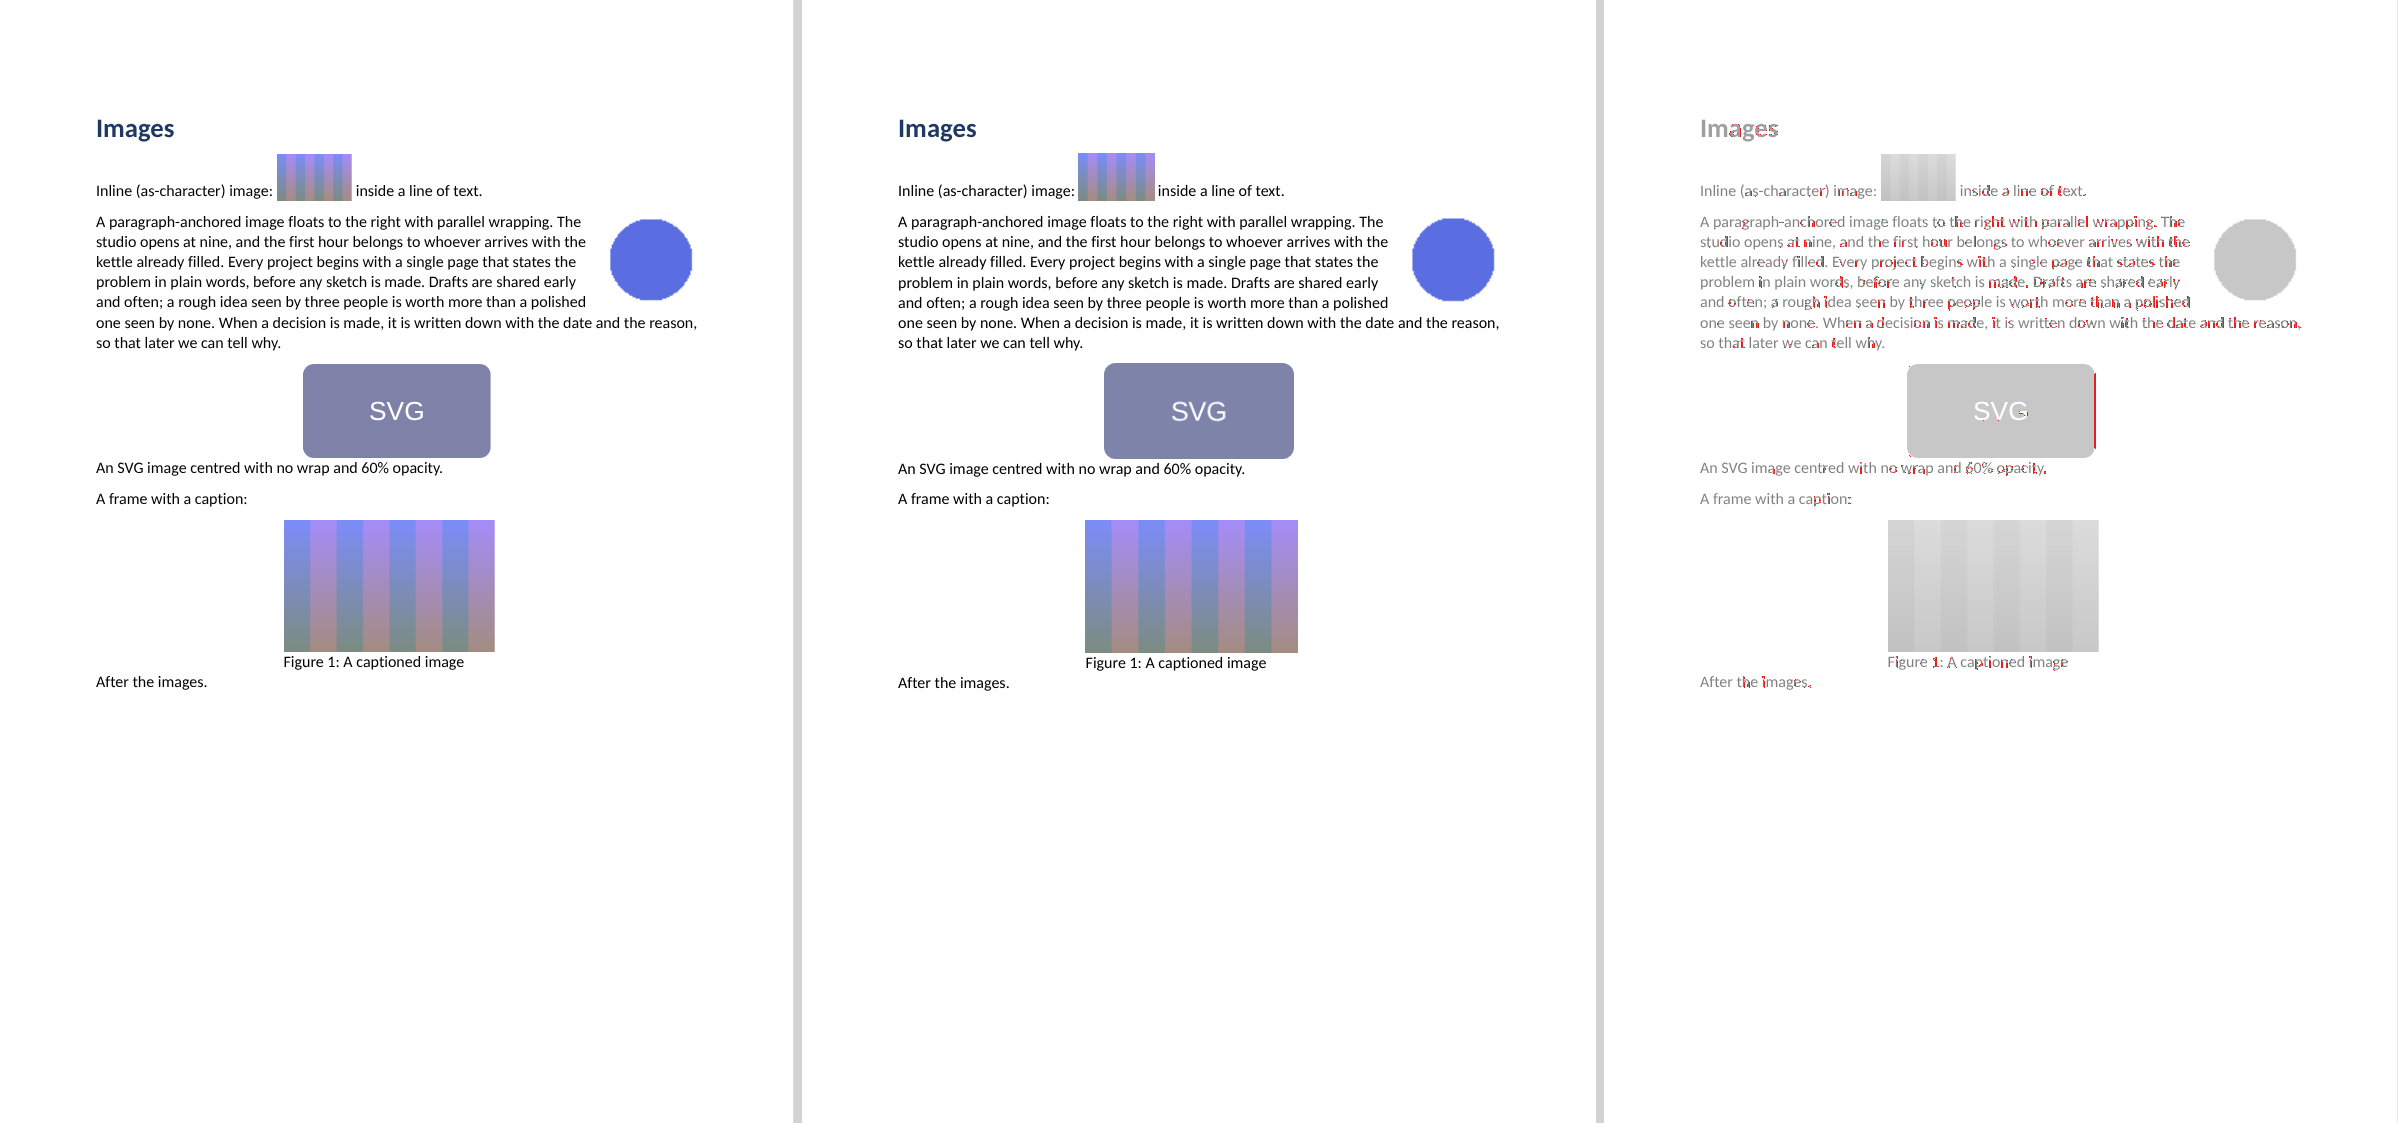 Images
Inline (as-character) image: inside a line of text.
A paragraph-anchored image floats to the right with parallel wrapping. The
studio opens at nine, and the first hour belongs to whoever arrives with the
kettle already filled. Every project begins with a single page that states the
problem in plain words, before any sketch is made. Drafts are shared early
and often; a rough idea seen by three people is worth more than a polished
one seen by none. When a decision is made, it is written down with the date and the reason,
so that later we can tell why.
SVG
An SVG image centred with no wrap and 60% opacity.
A frame with a caption:
Figure 1: A captioned image
After the images.
Images
Inline (as-character) image: inside a line of text.
A paragraph-anchored image floats to the right with parallel wrapping. The
studio opens at nine, and the first hour belongs to whoever arrives with the
kettle already filled. Every project begins with a single page that states the
problem in plain words, before any sketch is made. Drafts are shared early
and often; a rough idea seen by three people is worth more than a polished
one seen by none. When a decision is made, it is written down with the date and the reason,
so that later we can tell why.
SVG
An SVG image centred with no wrap and 60% opacity.
A frame with a caption:
Figure 1: A captioned image
After the images.
Images
Inline (as-character) image: inside a line of text.
A paragraph-anchored image floats to the right with parallel wrapping. The
studio opens at nine, and the first hour belongs to whoever arrives with the
kettle already filled. Every project begins with a single page that states the
problem in plain words, before any sketch is made. Drafts are shared early
and often; a rough idea seen by three people is worth more than a polished
one seen by none. When a decision is made, it is written down with the date and the reason,
so that later we can tell why.
SVG
An SVG image centred with no wrap and 60% opacity.
A frame with a caption:
Figure 1: A captioned image
After the images.